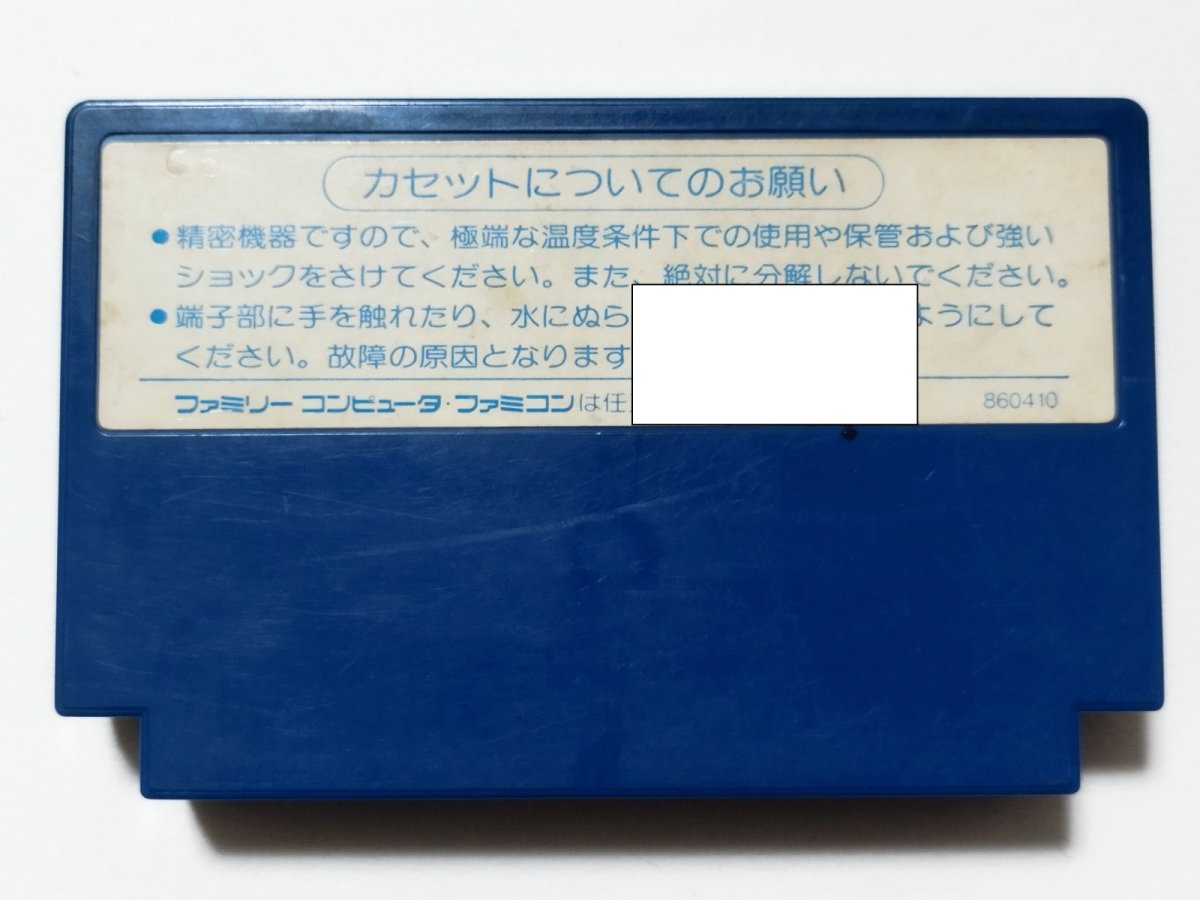 カセットについてのお願い
●精密機器ですので、極端な温度条件下での使用や保管および強い
ショックをさけてください。また、絶対に分解しないでください。
●端子部に手を触れたり、水にぬら ようにして
ください。故障の原因となります
ファミリーコンピュータ・ファミコンは任 860410